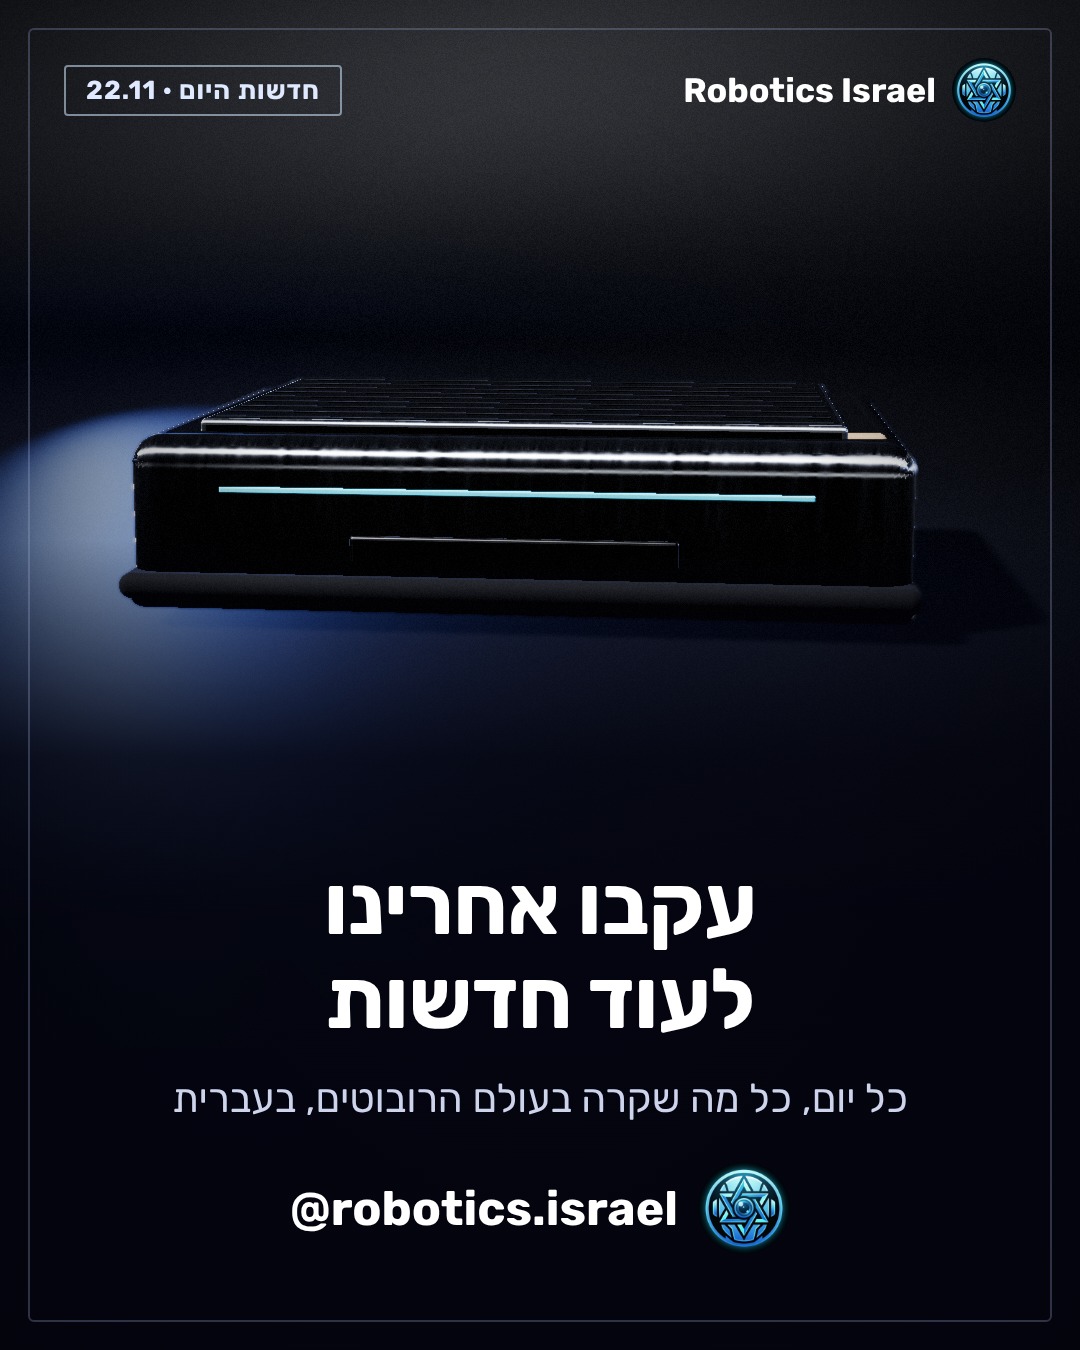 Robotics Israel
חדשות היום • 22.11
עקבו אחרינו
לעוד חדשות
כל יום, כל מה שקרה בעולם הרובוטים, בעברית
@robotics.israel